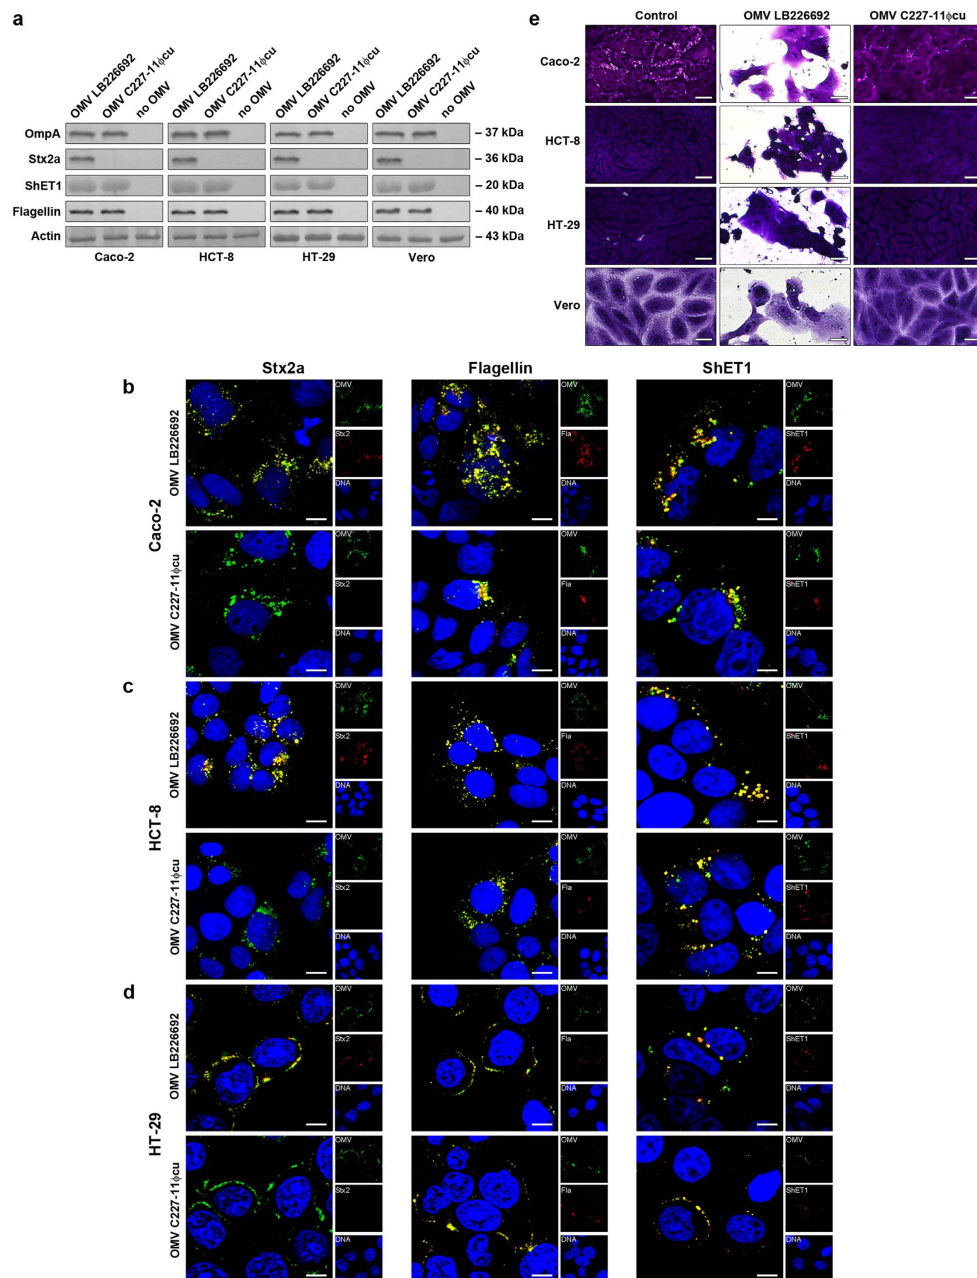 a
OMV LB226692
OMV C227-11ϕcu
no OMV
OMV LB226692
OMV C227-11ϕcu
no OMV
OMV LB226692
OMV C227-11ϕcu
no OMV
OMV LB226692
OMV C227-11ϕcu
no OMV
OmpA – 37 kDa
Stx2a – 36 kDa
ShET1 – 20 kDa
Flagellin – 40 kDa
Actin – 43 kDa
Caco-2 HCT-8 HT-29 Vero
e
Control OMV LB226692 OMV C227-11ϕcu
Caco-2
HCT-8
HT-29
Vero
Stx2a Flagellin ShET1
b
Caco-2
OMV LB226692
OMV OMV OMV
Stx2 Fla ShET1
DNA DNA DNA
OMV C227-11ϕcu
OMV OMV OMV
Stx2 Fla ShET1
DNA DNA DNA
c
HCT-8
OMV LB226692
OMV OMV OMV
Stx2 Fla ShET1
DNA DNA DNA
OMV C227-11ϕcu
OMV OMV OMV
Stx2 Fla ShET1
DNA DNA DNA
d
HT-29
OMV LB226692
OMV OMV OMV
Stx2 Fla ShET1
DNA DNA DNA
OMV C227-11ϕcu
OMV OMV OMV
Stx2 Fla ShET1
DNA DNA DNA